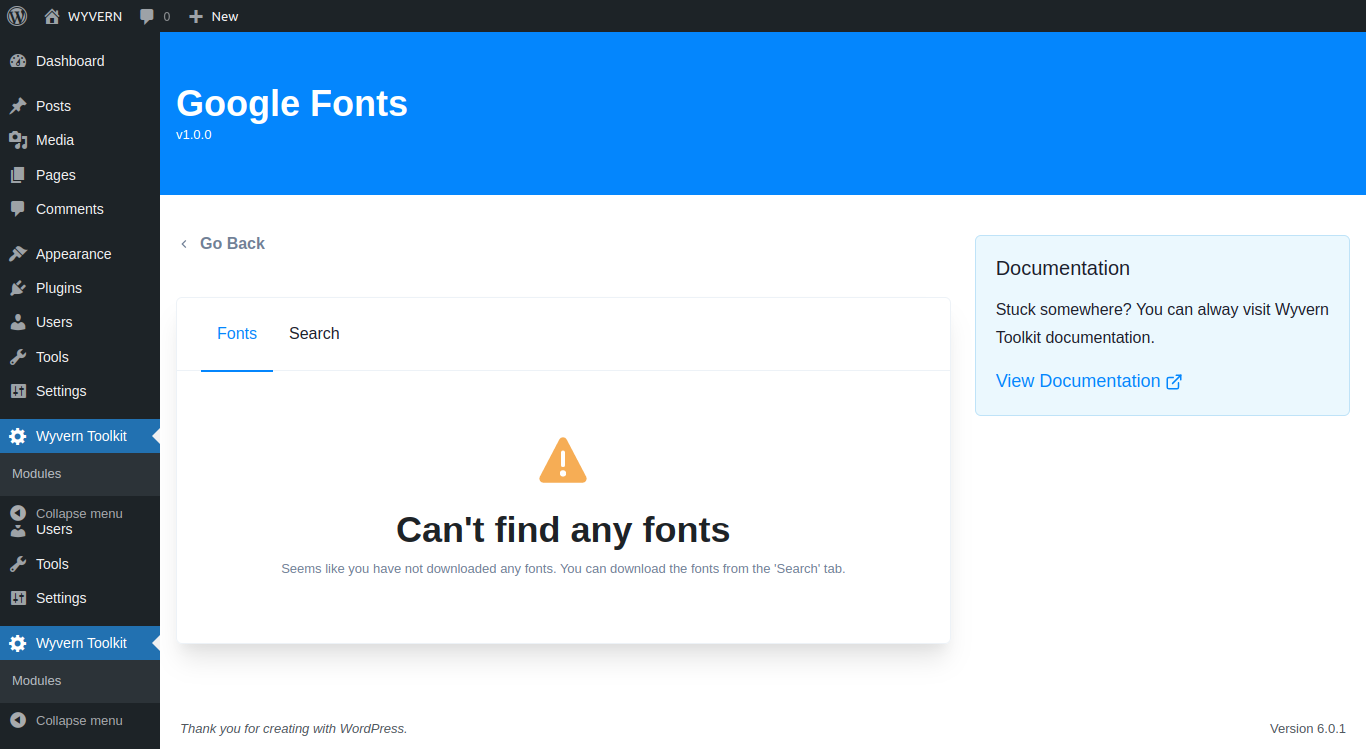 WYVERN 0 New
Dashboard
Posts
Media
Pages
Comments
Appearance
Plugins
Users
Tools
Settings
Wyvern Toolkit
Modules
Collapse menu
Users
Tools
Settings
Wyvern Toolkit
Modules
Collapse menu
Google Fonts
v1.0.0
Go Back
Fonts Search
Can't find any fonts
Seems like you have not downloaded any fonts. You can download the fonts from the 'Search' tab.
Documentation
Stuck somewhere? You can alway visit Wyvern
Toolkit documentation.
View Documentation
Thank you for creating with WordPress.
Version 6.0.1